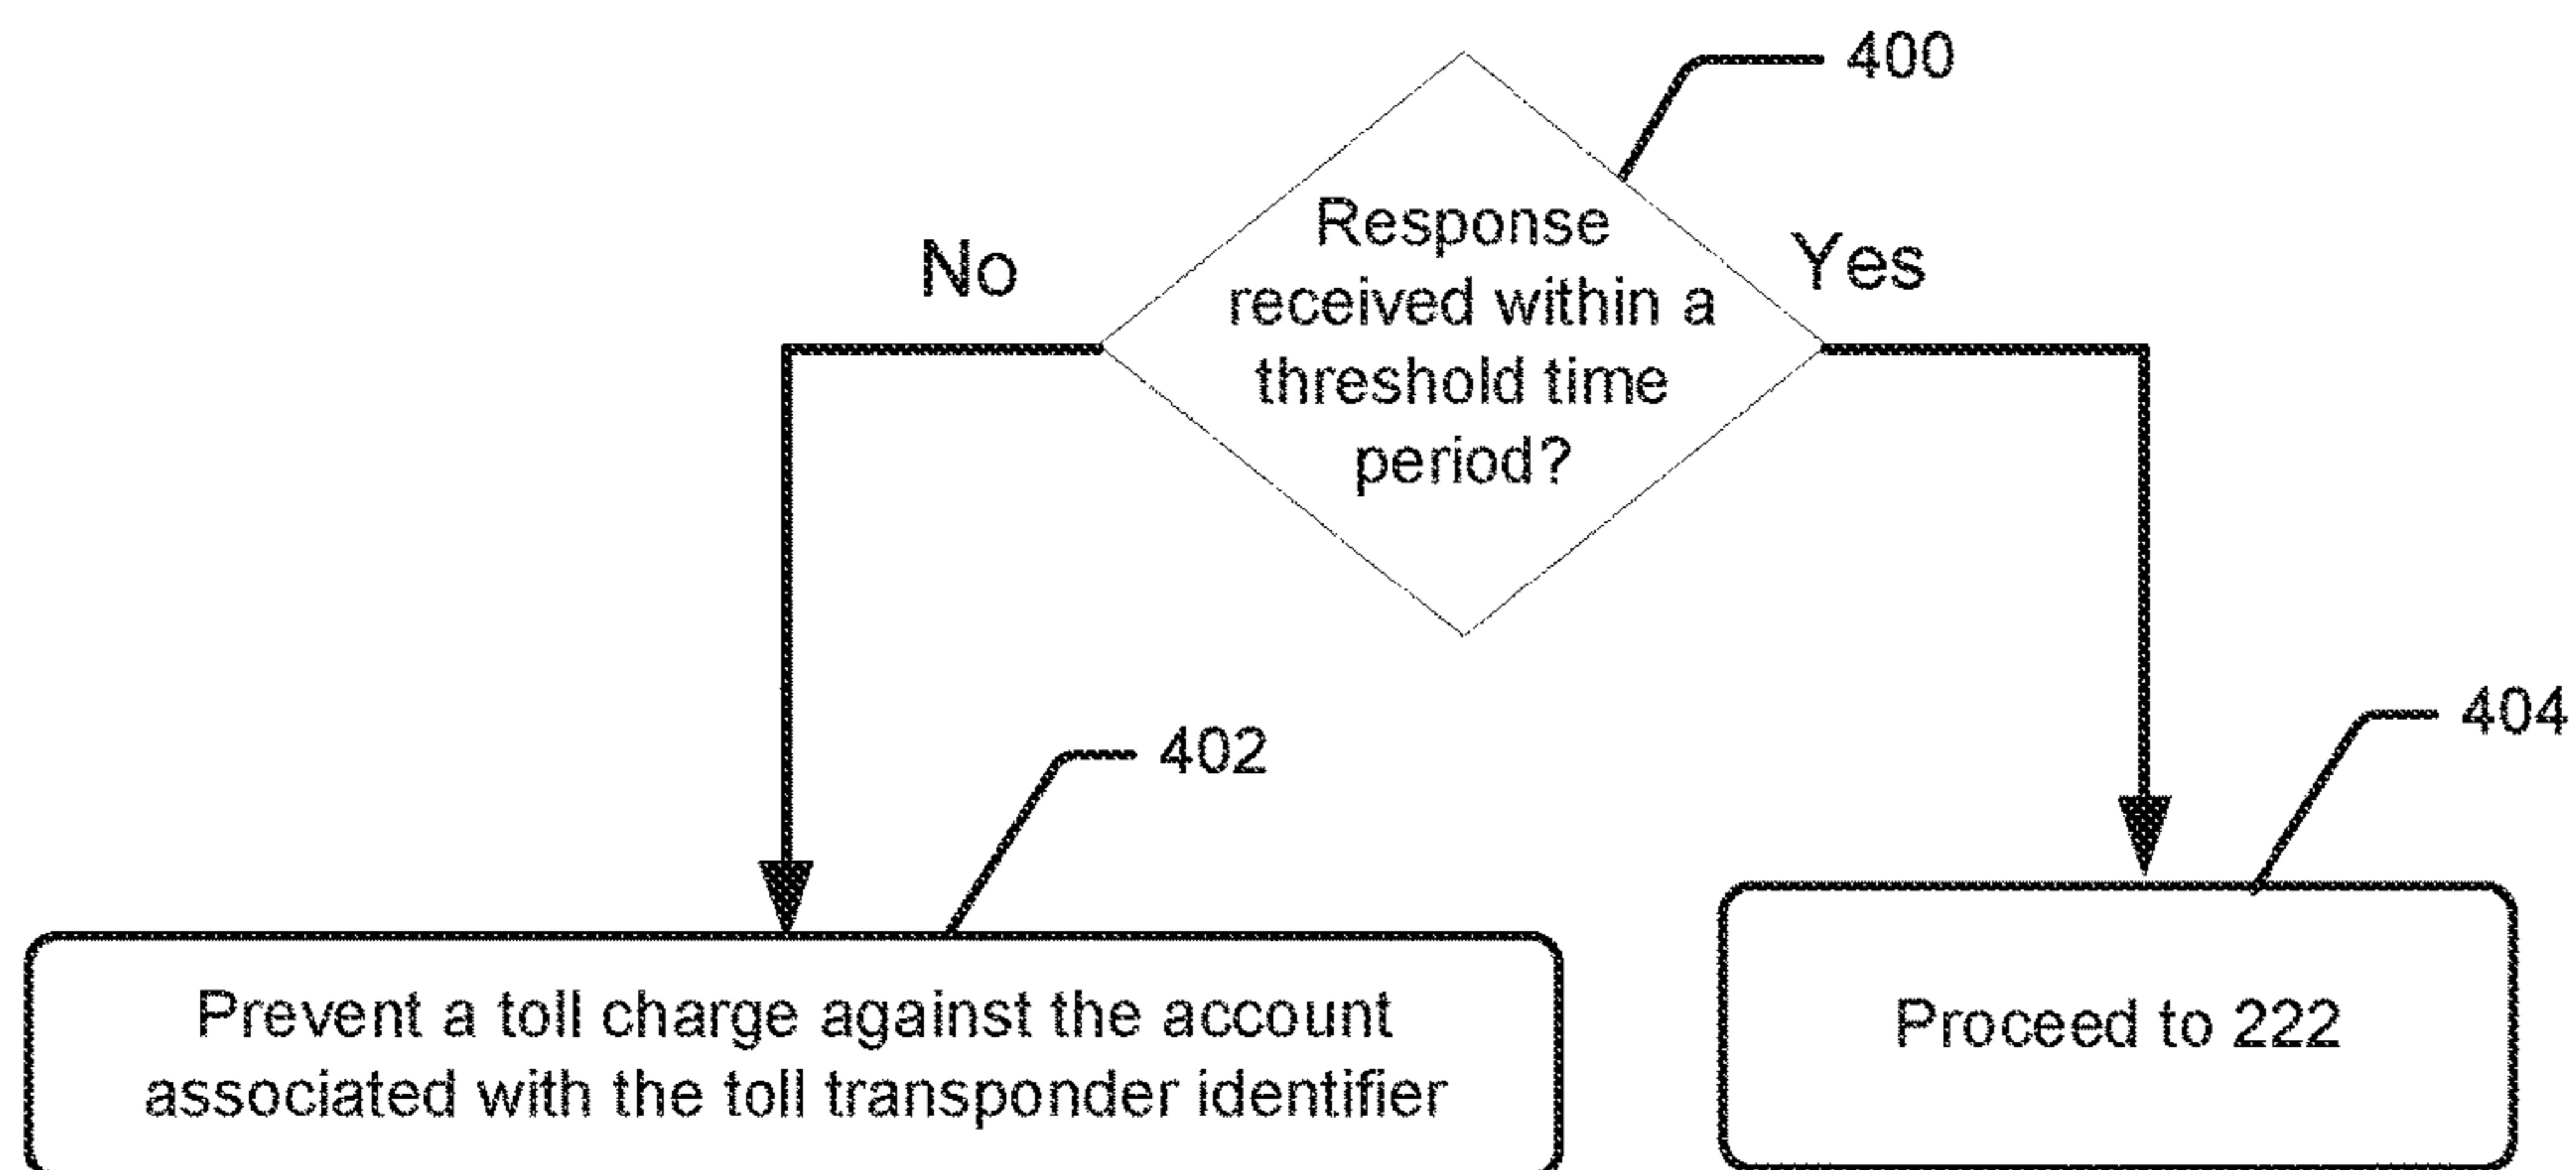 400
Response
received within a
threshold time
period?
No
Yes
402
404
Prevent a toll charge against the account
associated with the toll transponder identifier
Proceed to 222